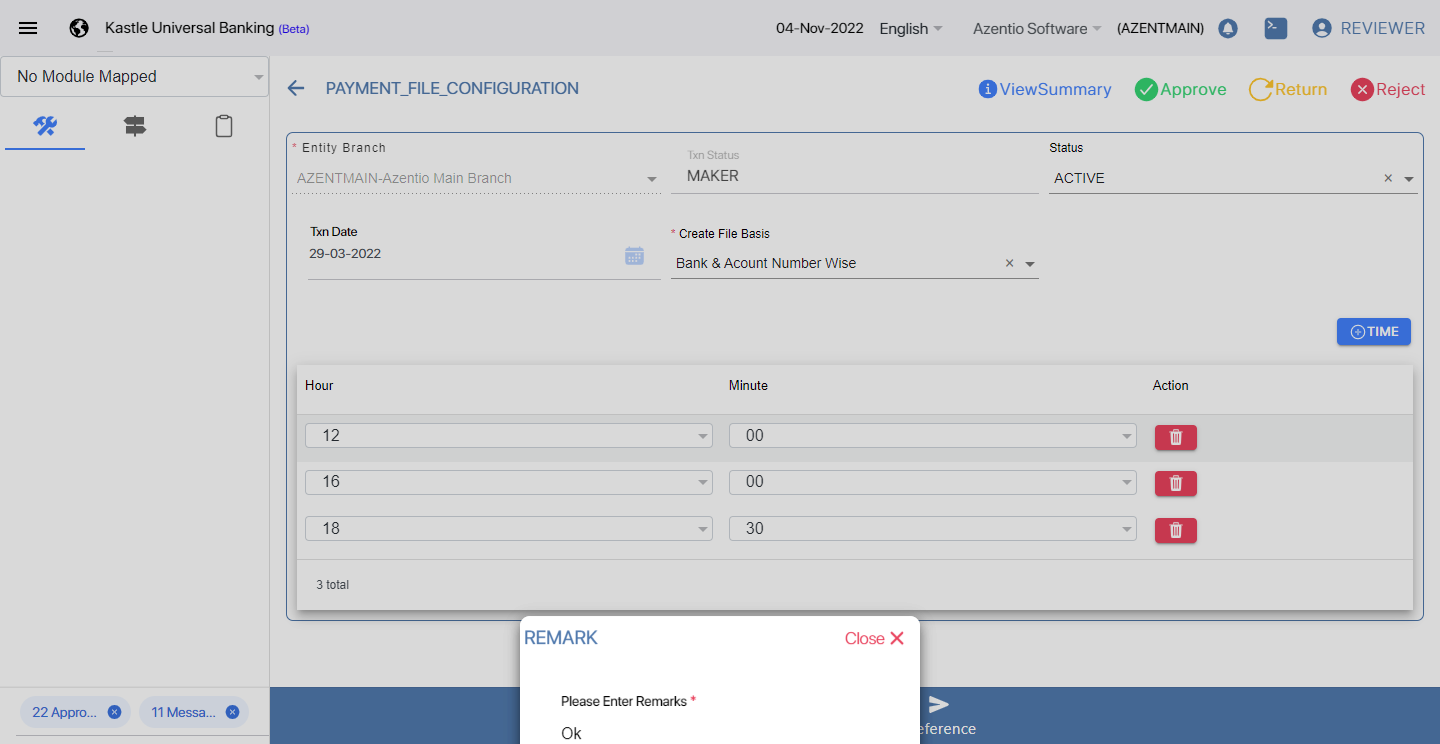 Kastle Universal Banking (Beta)
04-Nov-2022 English Azentio Software (AZENTMAIN) REVIEWER
No Module Mapped
PAYMENT_FILE_CONFIGURATION
ViewSummary Approve Return Reject
* Entity Branch
AZENTMAIN-Azentio Main Branch
Txn Status
MAKER
Status
ACTIVE
Txn Date
29-03-2022
* Create File Basis
Bank & Acount Number Wise
TIME
Hour Minute Action
12 00
16 00
18 30
3 total
REMARK Close
Please Enter Remarks *
Ok
22 Appro... 11 Messa...
eference